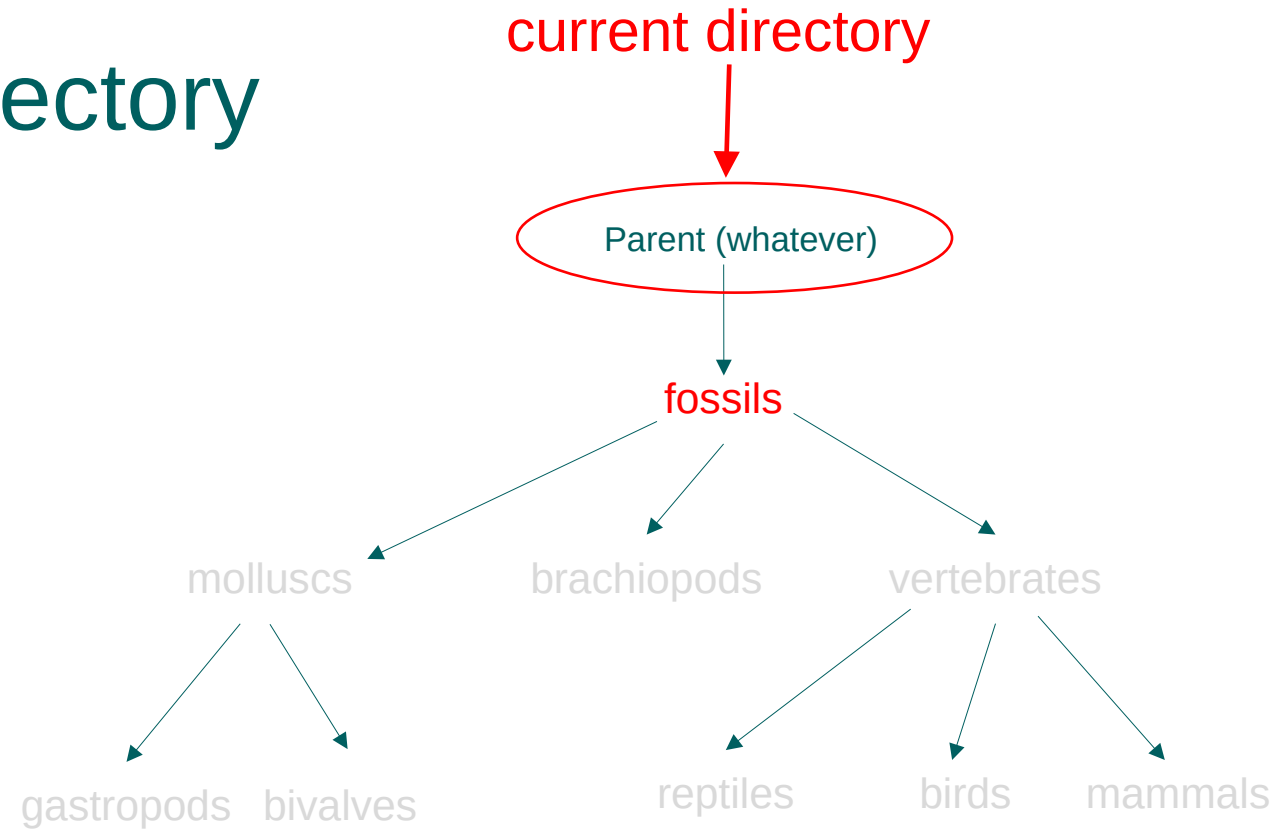 current directory
ectory
Parent (whatever)
fossils
molluscs brachiopods vertebrates
gastropods bivalves reptiles birds mammals